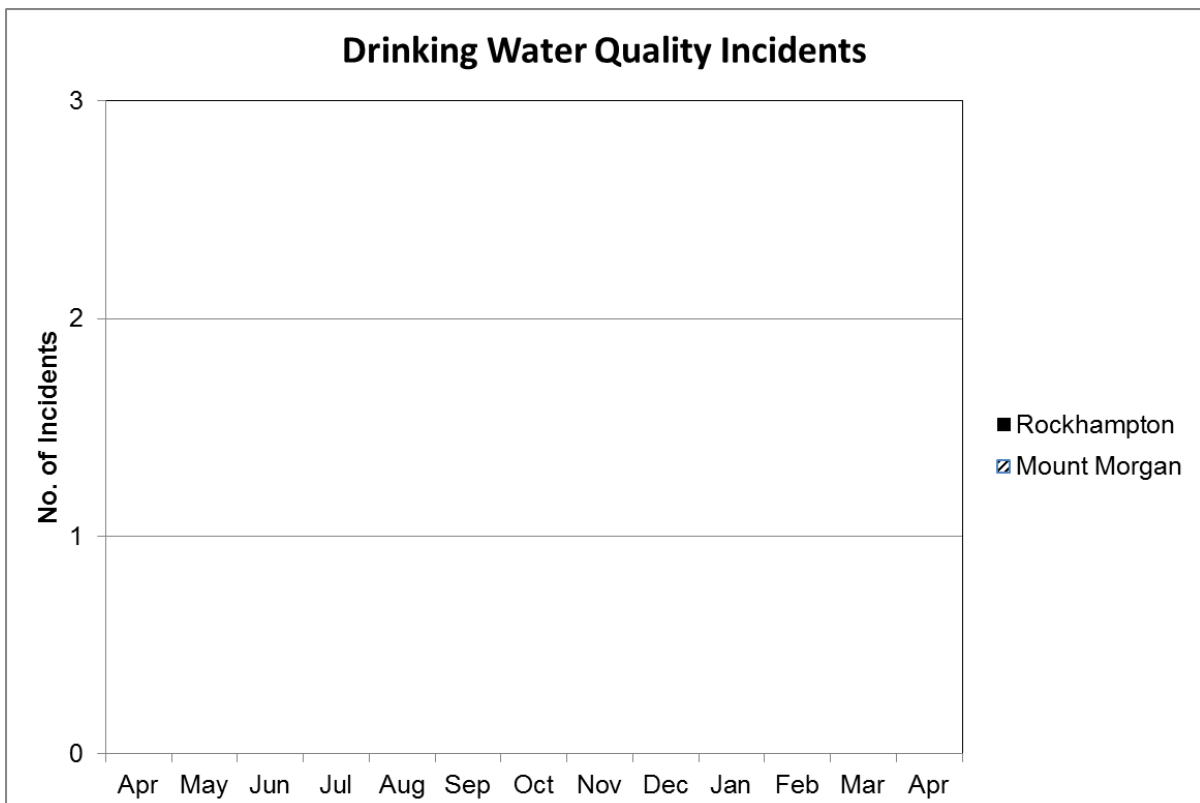 Drinking Water Quality Incidents
3
2
1
0
No. of Incidents
Apr May Jun Jul Aug Sep Oct Nov Dec Jan Feb Mar Apr
Rockhampton
Mount Morgan